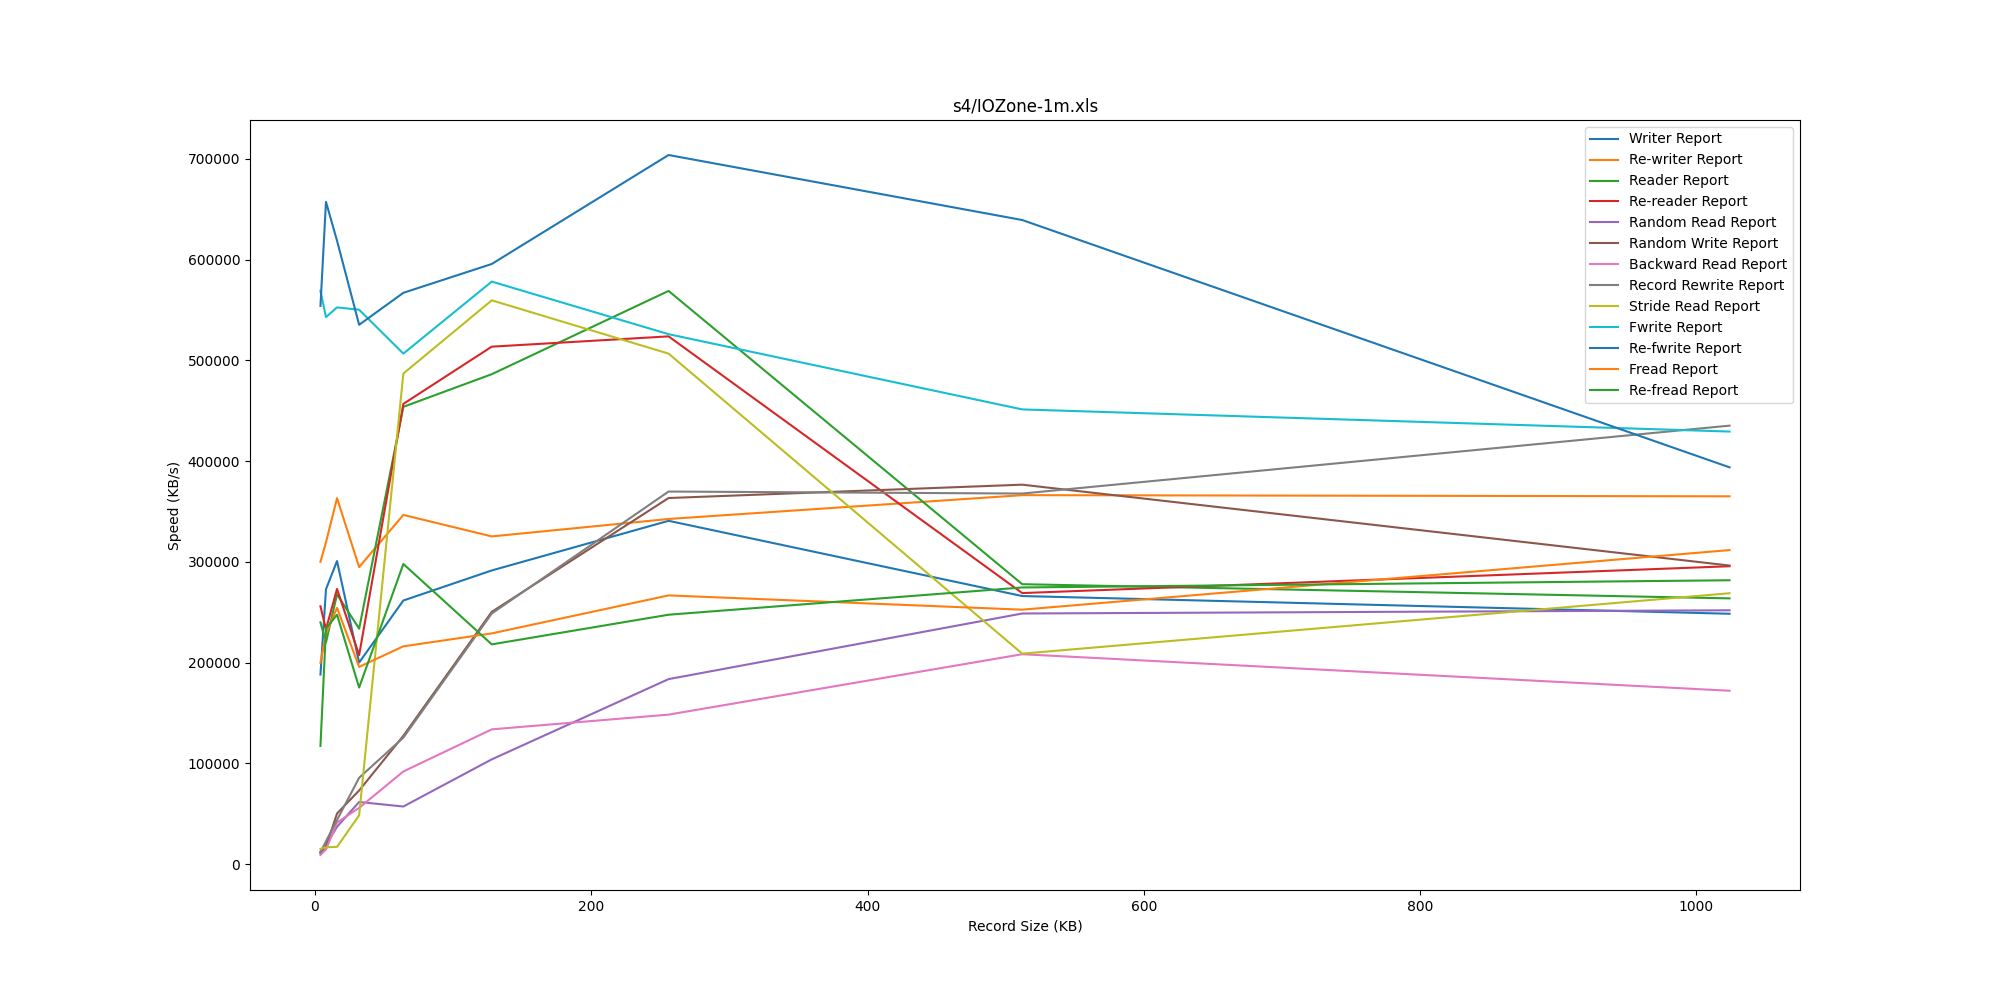 s4/IOZone-1m.xls
Writer Report
Re-writer Report
Reader Report
Re-reader Report
Random Read Report
Random Write Report
Backward Read Report
Record Rewrite Report
Stride Read Report
Fwrite Report
Re-fwrite Report
Fread Report
Re-fread Report
700000
600000
500000
400000
300000
200000
100000
0
Speed (KB/s)
0 200 400 600 800 1000
Record Size (KB)